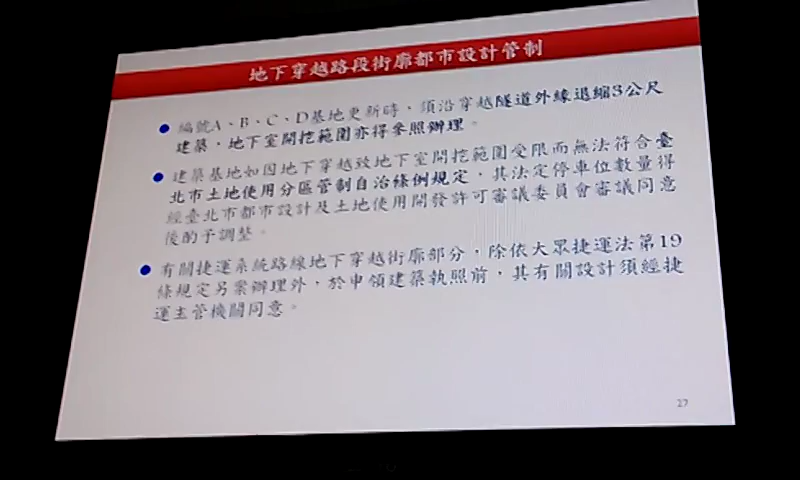 地下穿越路段街廓都市設計管制
編號A、B、C、D基地更新時，須沿穿越隧道外緣退縮3公尺
建築，地下室開挖範圍亦得參照辦理。
建築基地如因地下穿越致地下室開挖範圍受限而無法符合臺
北市土地使用分區管制自治條例規定，其法定停車位數量得
經臺北市都市設計及土地使用開發許可審議委員會審議同意
後酌予調整。
有關捷運系統路線地下穿越街廓部分，除依大眾捷運法第19
條規定另案辦理外，於申領建築執照前，其有關設計須經捷
運主管機關同意。
27